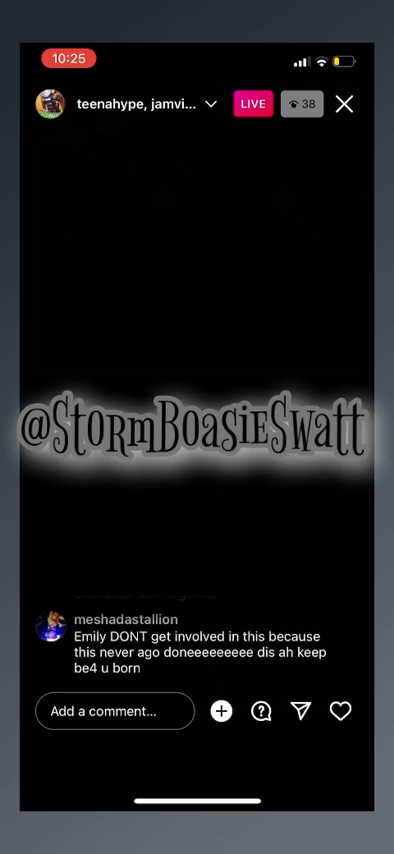 10:25
teenahype, jamvi...
LIVE
38
@StormBoasieSwatt
meshadastallion
Emily DONT get involved in this because
this never ago doneeeeeeeee dis ah keep
be4 u born
Add a comment...